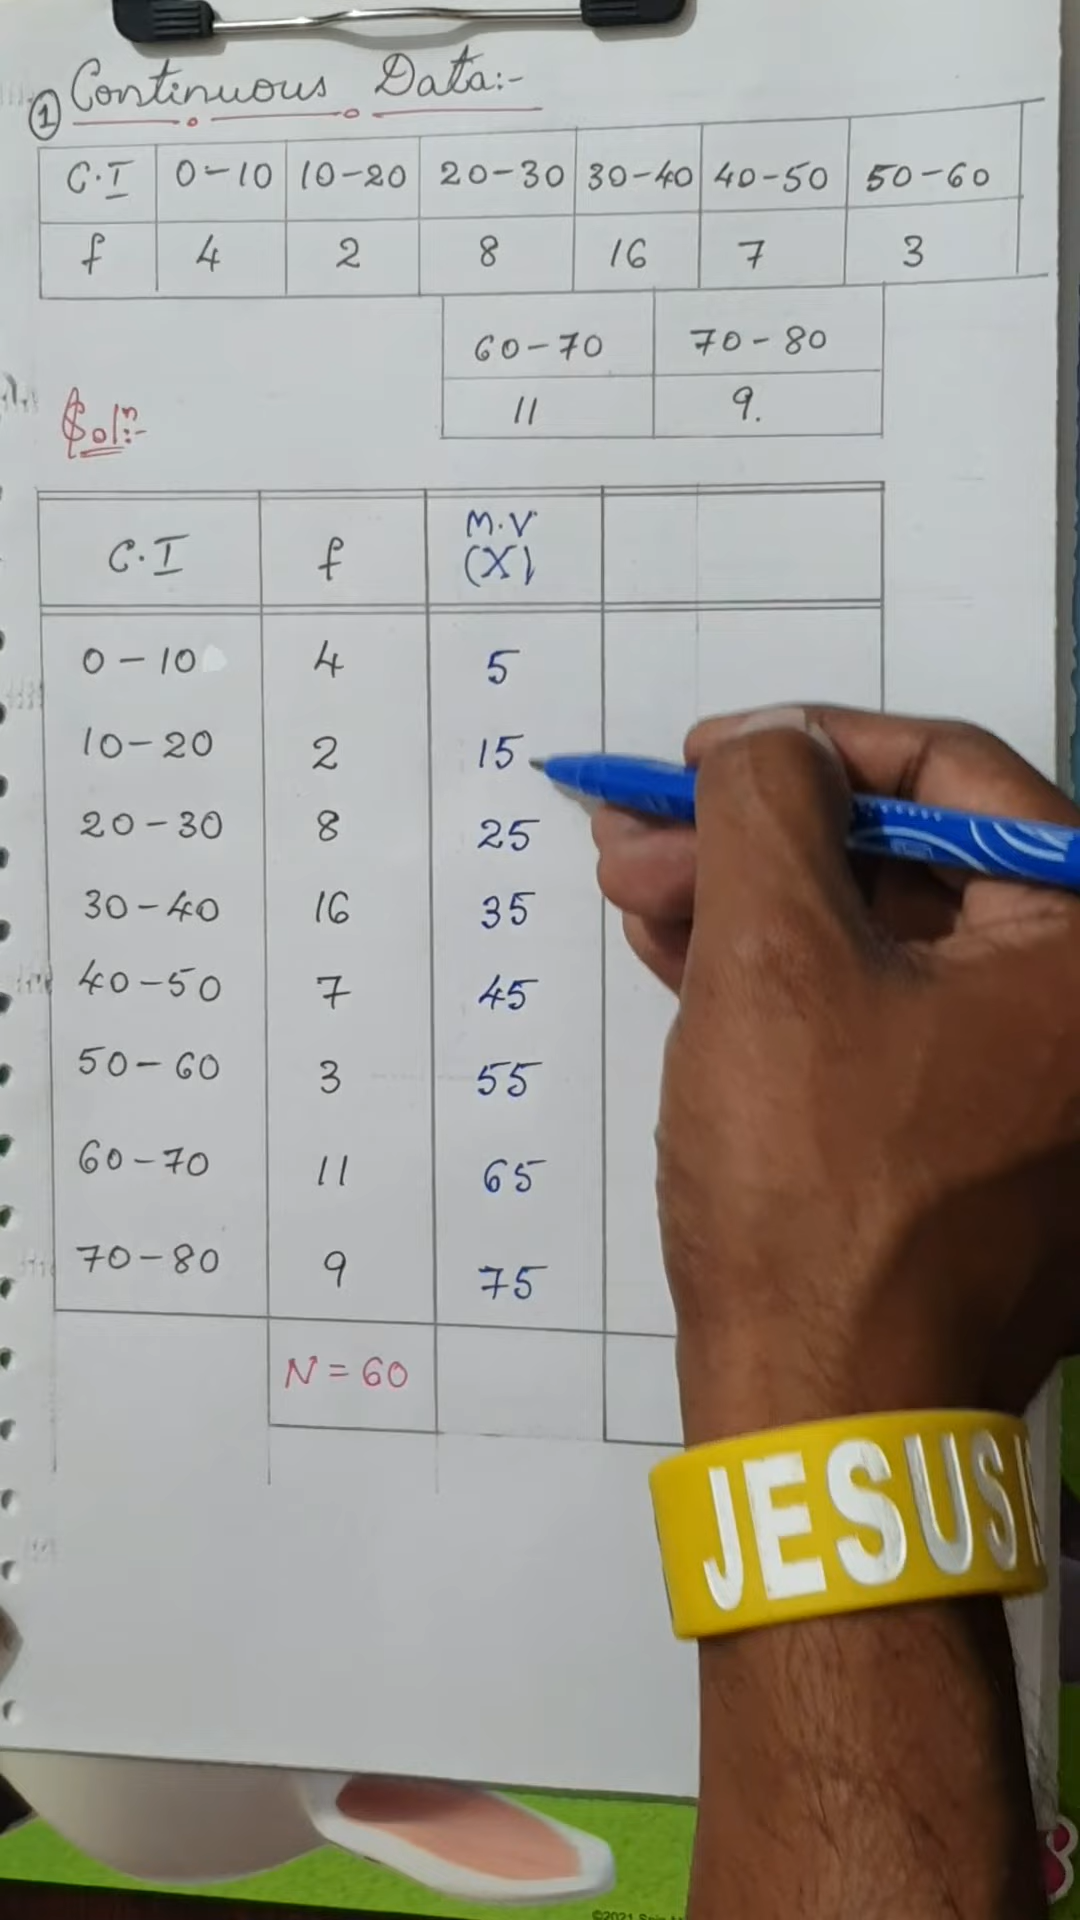 ① Continuous Data:-
C.I 0-10 10-20 20-30 30-40 40-50 50-60
f 4 2 8 16 7 3
60-70 70-80
11 9.
Solⁿ:-
C.I f M.V (X)
0-10 4 5
10-20 2 15
20-30 8 25
30-40 16 35
40-50 7 45
50-60 3 55
60-70 11 65
70-80 9 75
N = 60
JESUS
©2021